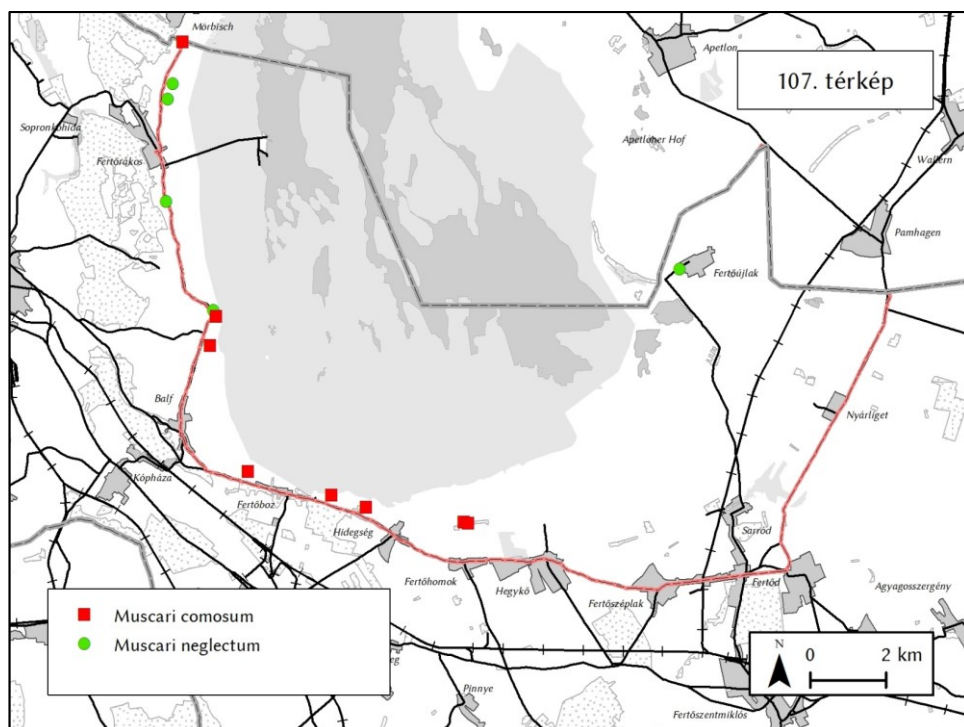 Mörbisch
Apetlon
107. térkép
Sopronkőhida
Fertőrákos
Apetloner Hof
Wallern
Pamhagen
Fertőújlak
Balf
Nyárliget
Kópháza
Fertőboz
Hidegség
Sarród
Fertőhomok
Hegykő
Fertőszéplak
Fertőd
Agyagosszergény
Muscari comosum
Muscari neglectum
N
0 2 km
Pinnye
Fertőszentmiklós